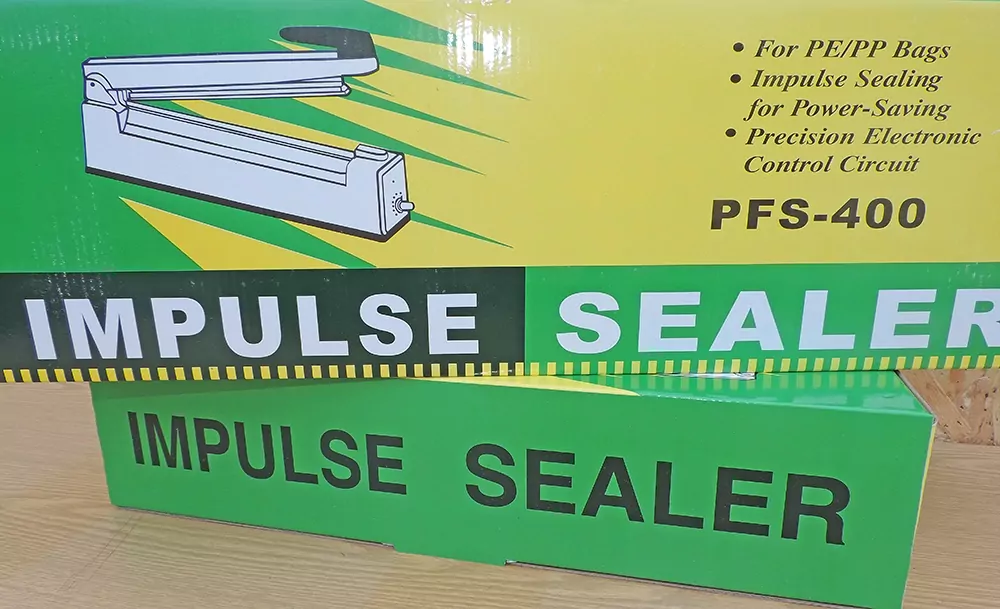 • For PE/PP Bags
• Impulse Sealing
for Power-Saving
• Precision Electronic
Control Circuit
PFS-400
IMPULSE SEALER
IMPULSE SEALER